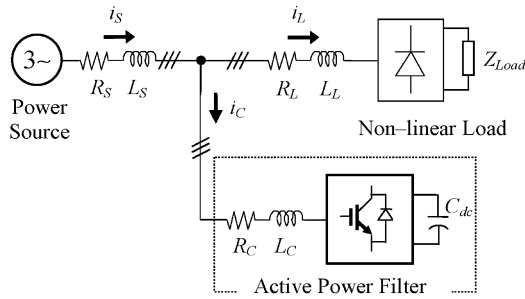 i_S
i_L
3~
R_S L_S
R_L L_L
Z_Load
Power
Source
i_C
Non–linear Load
R_C L_C
C_dc
Active Power Filter